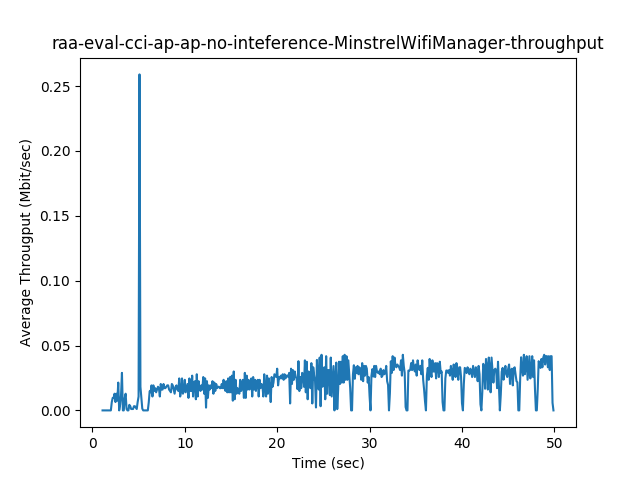 raa-eval-cci-ap-ap-no-inteference-MinstrelWifiManager-throughput
Average Througput (Mbit/sec)
0.25
0.20
0.15
0.10
0.05
0.00
0 10 20 30 40 50
Time (sec)